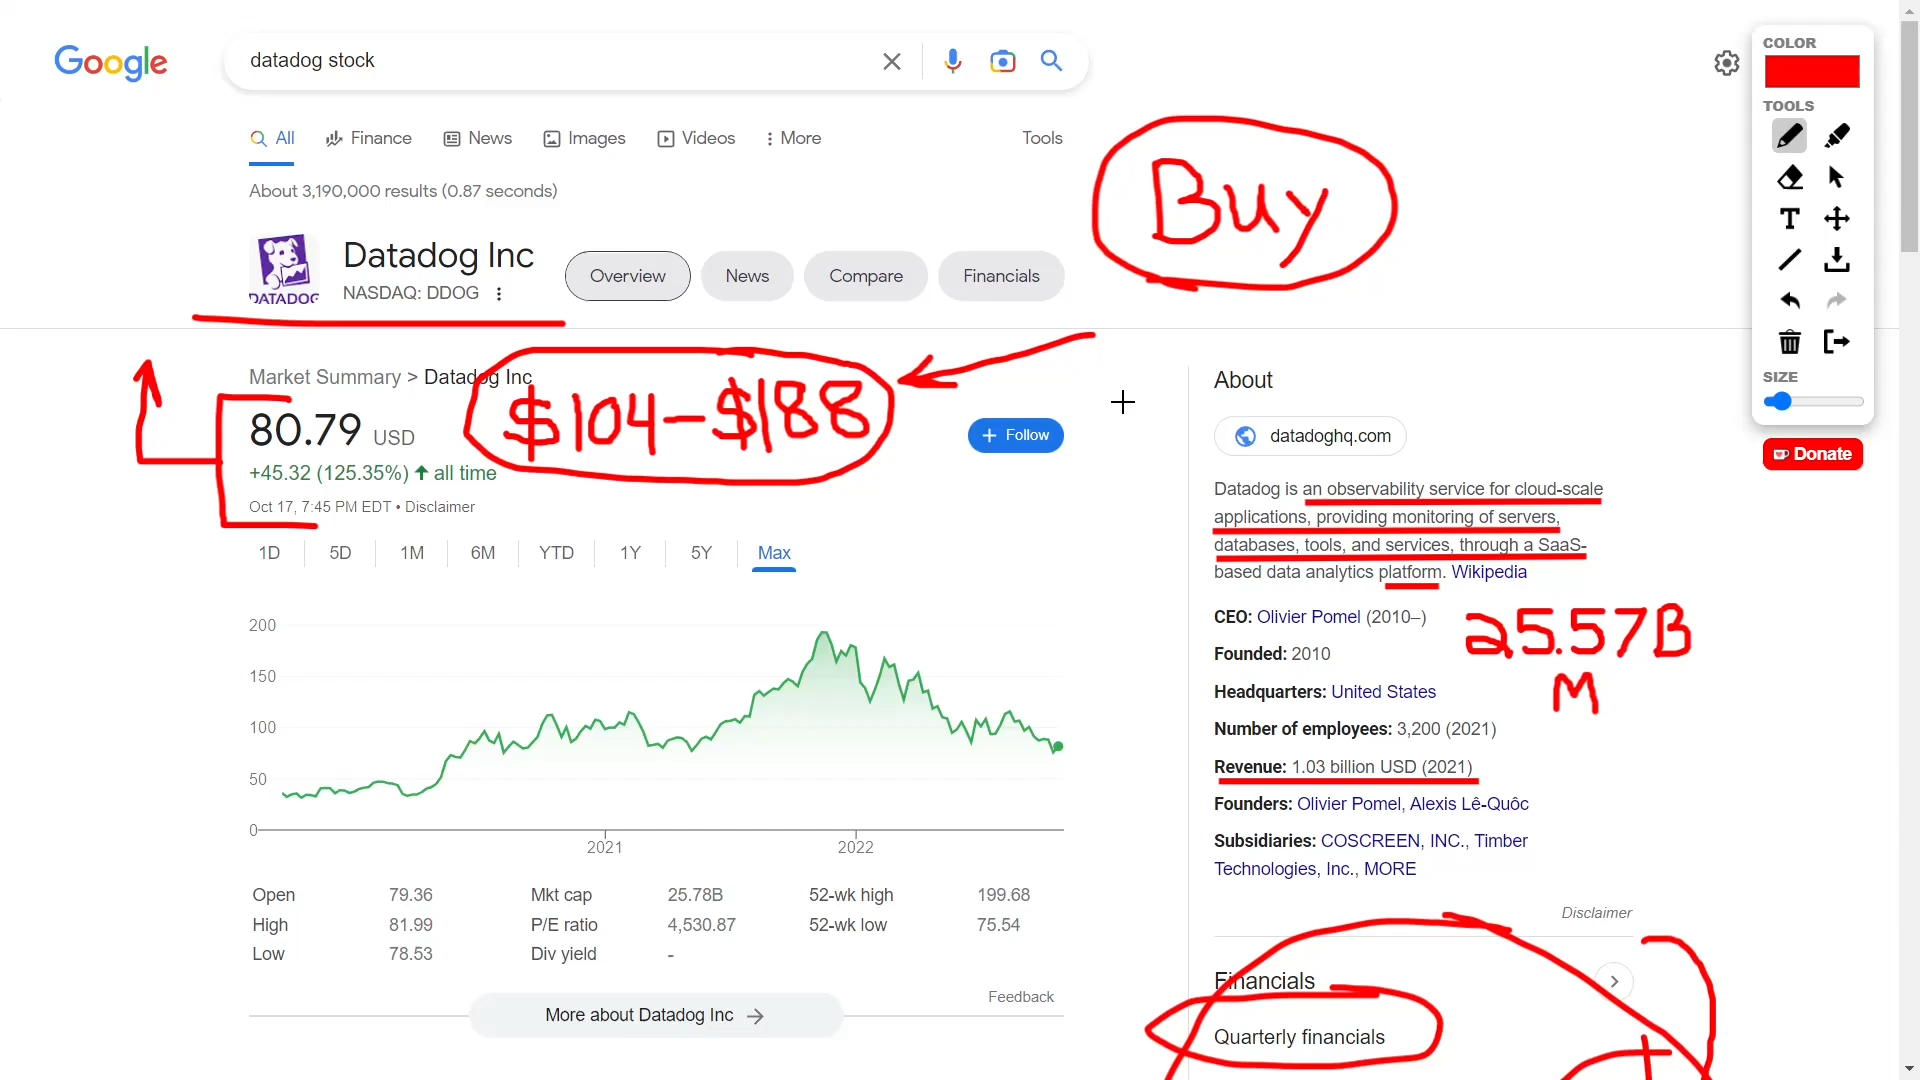 Google
datadog stock
All Finance News Images Videos More Tools
About 3,190,000 results (0.87 seconds)
Buy
DATADOG
Datadog Inc
NASDAQ: DDOG
Overview News Compare Financials
Market Summary > Datadog Inc
80.79 USD
+45.32 (125.35%) all time
Oct 17, 7:45 PM EDT • Disclaimer
$104-$188
+ Follow
1D 5D 1M 6M YTD 1Y 5Y Max
200
150
100
50
0
2021 2022
Open 79.36 Mkt cap 25.78B 52-wk high 199.68
High 81.99 P/E ratio 4,530.87 52-wk low 75.54
Low 78.53 Div yield -
Feedback
More about Datadog Inc
About
datadoghq.com
Datadog is an observability service for cloud-scale
applications, providing monitoring of servers,
databases, tools, and services, through a SaaS-
based data analytics platform. Wikipedia
CEO: Olivier Pomel (2010–)
Founded: 2010
25.57B
M
Headquarters: United States
Number of employees: 3,200 (2021)
Revenue: 1.03 billion USD (2021)
Founders: Olivier Pomel, Alexis Lê-Quôc
Subsidiaries: COSCREEN, INC., Timber
Technologies, Inc., MORE
Disclaimer
Financials
Quarterly financials
COLOR
TOOLS
T
SIZE
Donate